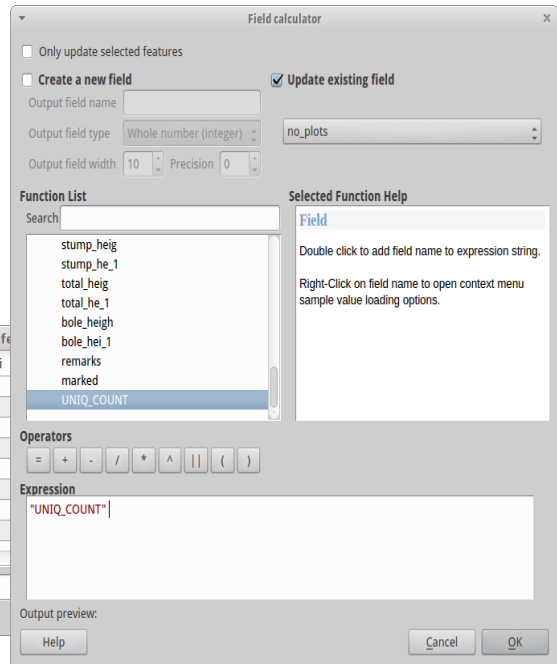 Field calculator x
Only update selected features
Create a new field
Update existing field
Output field name
Output field type Whole number (integer)
no_plots
Output field width 10 Precision 0
Function List
Selected Function Help
Search
Field
stump_heig
stump_he_1
total_heig
total_he_1
bole_heigh
bole_hei_1
remarks
marked
UNIQ_COUNT
Double click to add field name to expression string.
Right-Click on field name to open context menu
sample value loading options.
fe
i
Operators
= + - / * ^ || ( )
Expression
"UNIQ_COUNT"
Output preview:
Help
Cancel
OK